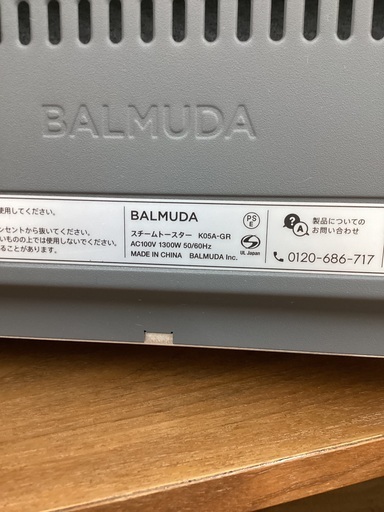 BALMUDA
使用してください。
ンセントから抜いてください。
いものの上では使用しないでください。
ることがあります。
BALMUDA
スチームトースター K05A-GR
AC100V 1300W 50/60Hz
MADE IN CHINA BALMUDA Inc.
PS
E
UL Japan
?
A
製品についての
お問い合わせ
0120-686-717